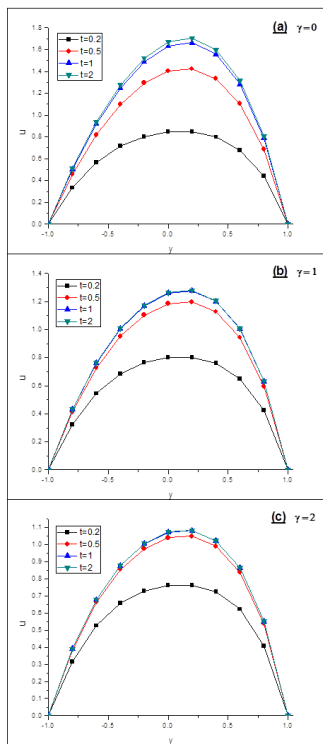 (a) γ=0
t=0.2
t=0.5
t=1
t=2
1.8
1.6
1.4
1.2
1.0
0.8
0.6
0.4
0.2
0.0
u
-1.0 -0.5 0.0 0.5 1.0
y
(b) γ=1
t=0.2
t=0.5
t=1
t=2
1.4
1.2
1.0
0.8
0.6
0.4
0.2
0.0
u
-1.0 -0.5 0.0 0.5 1.0
y
(c) γ=2
t=0.2
t=0.5
t=1
t=2
1.1
1.0
0.9
0.8
0.7
0.6
0.5
0.4
0.3
0.2
0.1
0.0
u
-1.0 -0.5 0.0 0.5 1.0
y